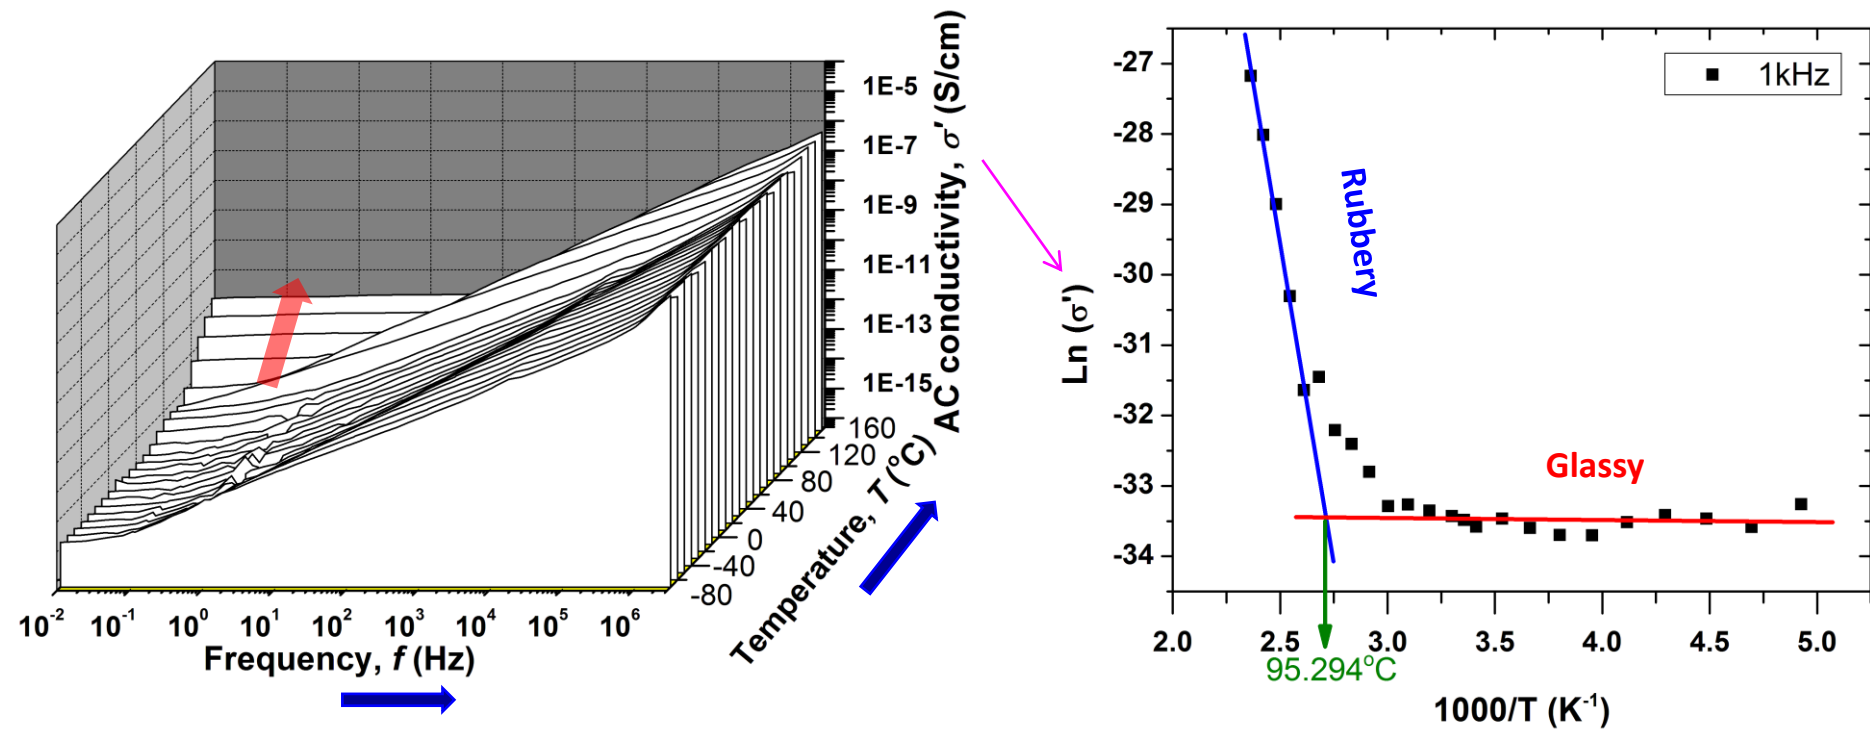 AC conductivity, σ' (S/cm)
1E-5
1E-7
1E-9
1E-11
1E-13
1E-15
160
120
80
40
0
-40
-80
Temperature, T (°C)
10⁻² 10⁻¹ 10⁰ 10¹ 10² 10³ 10⁴ 10⁵ 10⁶
Frequency, f (Hz)
Ln (σ')
-27
-28
-29
-30
-31
-32
-33
-34
1kHz
Rubbery
Glassy
2.0 2.5 3.0 3.5 4.0 4.5 5.0
95.294°C
1000/T (K⁻¹)